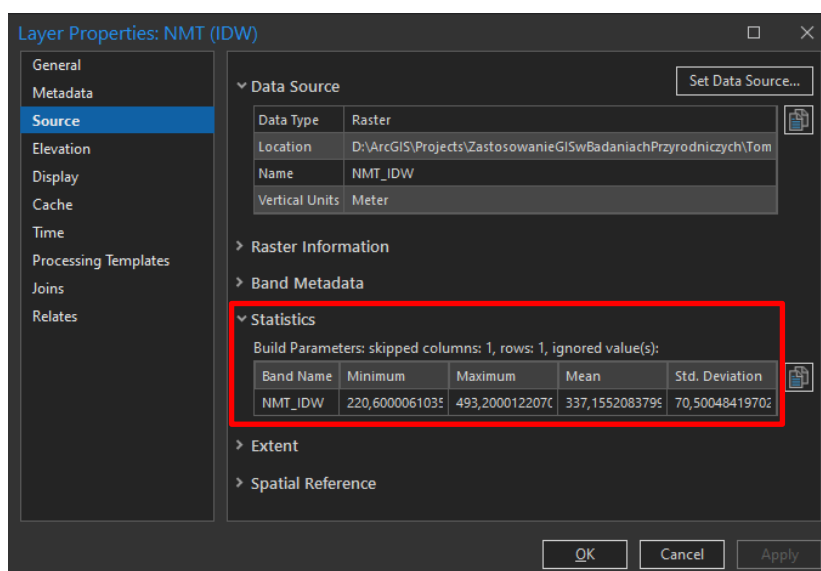 Layer Properties: NMT (IDW)
General
Metadata
Source
Elevation
Display
Cache
Time
Processing Templates
Joins
Relates
Data Source
Set Data Source...
Data Type Raster
Location D:\ArcGIS\Projects\ZastosowanieGISwBadaniachPrzyrodniczych\Tom
Name NMT_IDW
Vertical Units Meter
Raster Information
Band Metadata
Statistics
Build Parameters: skipped columns: 1, rows: 1, ignored value(s):
Band Name Minimum Maximum Mean Std. Deviation
NMT_IDW 220,6000061035 493,2000122070 337,1552083799 70,50048419702
Extent
Spatial Reference
OK Cancel Apply